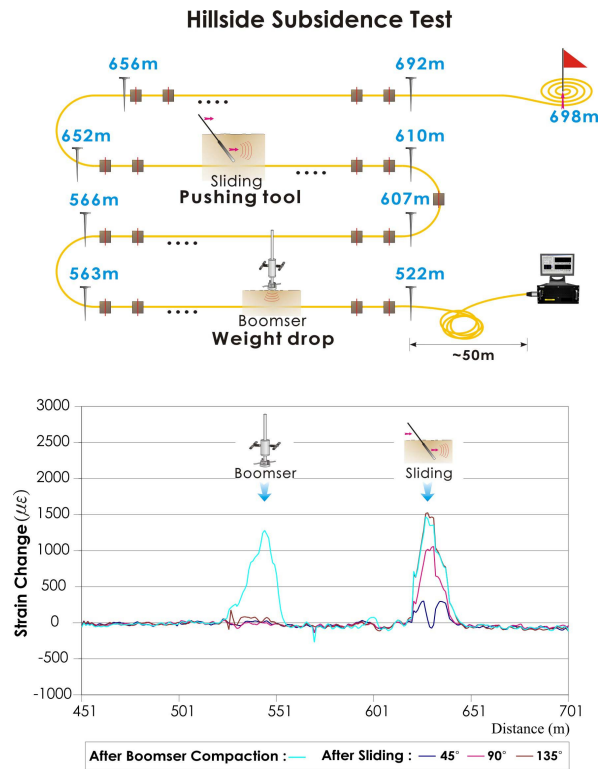 Hillside Subsidence Test
656m
692m
698m
652m
610m
Sliding
Pushing tool
566m
607m
563m
522m
Boomser
Weight drop
~50m
3000
2500
2000
1500
1000
500
0
-500
-1000
Strain Change (με)
Boomser
Sliding
451 501 551 601 651 701
Distance (m)
After Boomser Compaction : After Sliding : 45° 90° 135°